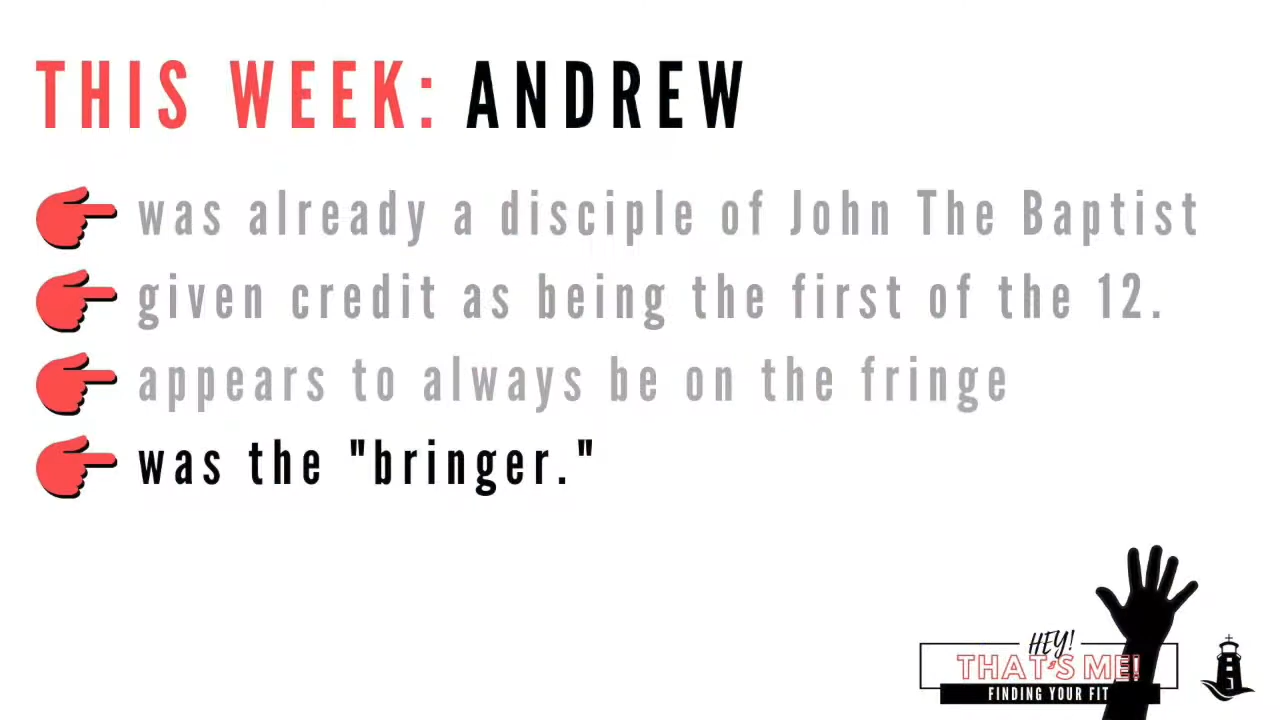 THIS WEEK: ANDREW
was already a disciple of John The Baptist
given credit as being the first of the 12.
appears to always be on the fringe
was the "bringer."
HEY!
THAT'S ME!
FINDING YOUR FIT